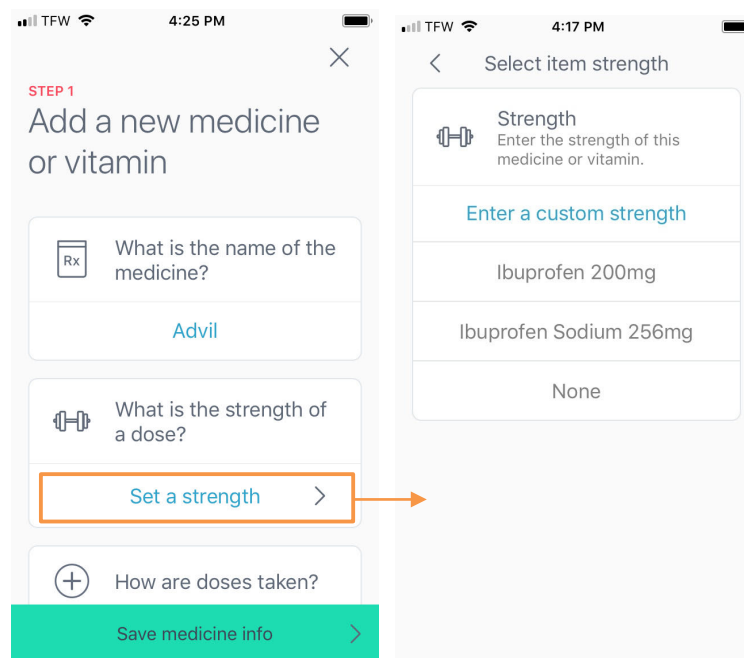 TFW
4:25 PM
STEP 1
Add a new medicine
or vitamin
Rx
What is the name of the
medicine?
Advil
What is the strength of
a dose?
Set a strength
How are doses taken?
Save medicine info
TFW
4:17 PM
Select item strength
Strength
Enter the strength of this
medicine or vitamin.
Enter a custom strength
Ibuprofen 200mg
Ibuprofen Sodium 256mg
None